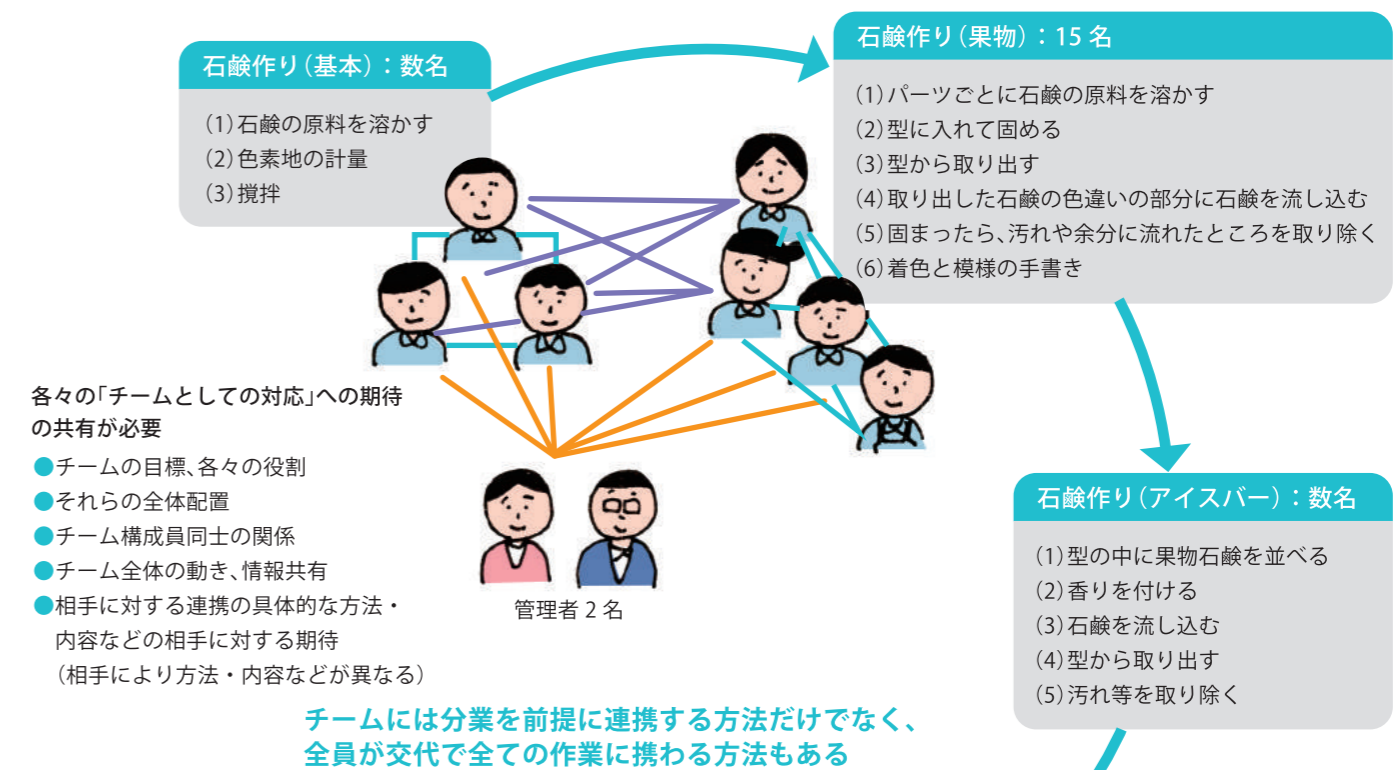 石鹸作り（基本）：数名
（1）石鹸の原料を溶かす
（2）色素地の計量
（3）撹拌
石鹸作り（果物）：15 名
（1）パーツごとに石鹸の原料を溶かす
（2）型に入れて固める
（3）型から取り出す
（4）取り出した石鹸の色違いの部分に石鹸を流し込む
（5）固まったら、汚れや余分に流れたところを取り除く
（6）着色と模様の手書き
各々の「チームとしての対応」への期待
の共有が必要
●チームの目標、各々の役割
●それらの全体配置
●チーム構成員同士の関係
●チーム全体の動き、情報共有
●相手に対する連携の具体的な方法・
内容などの相手に対する期待
（相手により方法・内容などが異なる）
管理者 2 名
石鹸作り（アイスバー）：数名
（1）型の中に果物石鹸を並べる
（2）香りを付ける
（3）石鹸を流し込む
（4）型から取り出す
（5）汚れ等を取り除く
チームには分業を前提に連携する方法だけでなく、
全員が交代で全ての作業に携わる方法もある